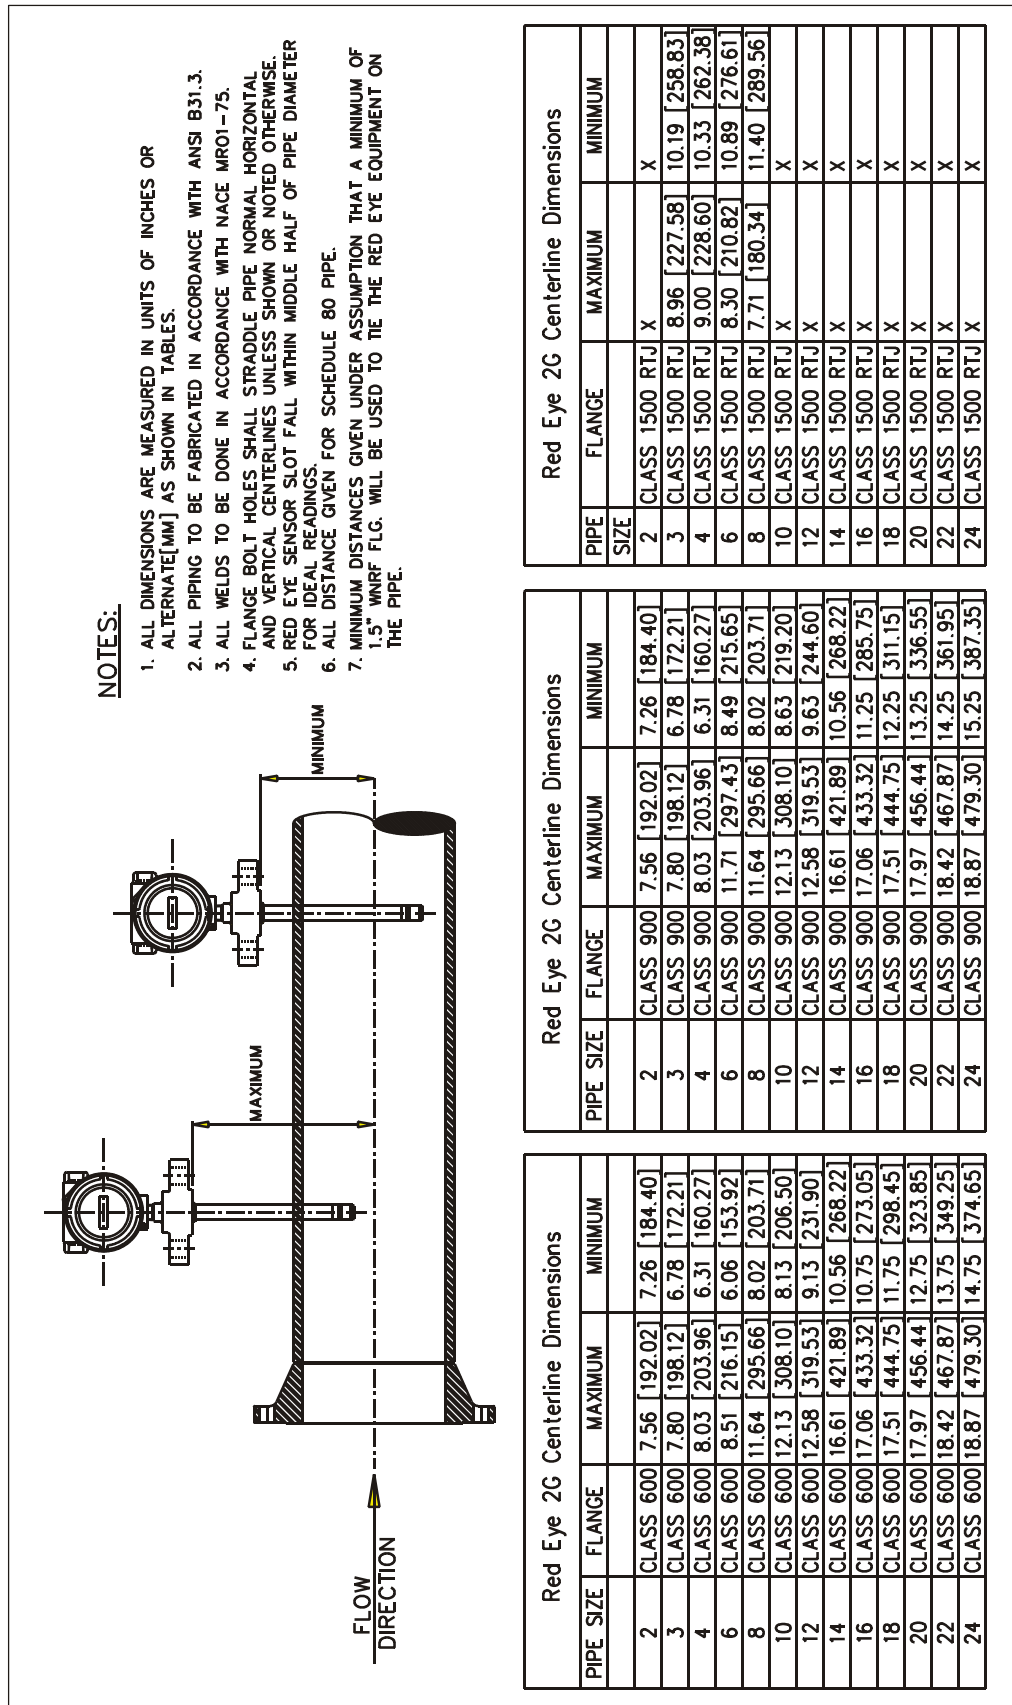 NOTES:
1. ALL DIMENSIONS ARE MEASURED IN UNITS OF INCHES OR
ALTERNATE[MM] AS SHOWN IN TABLES.
2. ALL PIPING TO BE FABRICATED IN ACCORDANCE WITH ANSI B31.3.
3. ALL WELDS TO BE DONE IN ACCORDANCE WITH NACE MR01-75.
4. FLANGE BOLT HOLES SHALL STRADDLE PIPE NORMAL HORIZONTAL
AND VERTICAL CENTERLINES UNLESS SHOWN OR NOTED OTHERWISE.
5. RED EYE SENSOR SLOT FALL WITHIN MIDDLE HALF OF PIPE DIAMETER
FOR IDEAL READINGS.
6. ALL DISTANCE GIVEN FOR SCHEDULE 80 PIPE.
7. MINIMUM DISTANCES GIVEN UNDER ASSUMPTION THAT A MINIMUM OF
1.5" WNRF FLG. WILL BE USED TO TIE THE RED EYE EQUIPMENT ON
THE PIPE.
MAXIMUM
MINIMUM
FLOW
DIRECTION
Red Eye 2G Centerline Dimensions
PIPE SIZE FLANGE MAXIMUM MINIMUM
2 CLASS 600 7.56 [192.02] 7.26 [184.40]
3 CLASS 600 7.80 [198.12] 6.78 [172.21]
4 CLASS 600 8.03 [203.96] 6.31 [160.27]
6 CLASS 600 8.51 [216.15] 6.06 [153.92]
8 CLASS 600 11.64 [295.66] 8.02 [203.71]
10 CLASS 600 12.13 [308.10] 8.13 [206.50]
12 CLASS 600 12.58 [319.53] 9.13 [231.90]
14 CLASS 600 16.61 [421.89] 10.56 [268.22]
16 CLASS 600 17.06 [433.32] 10.75 [273.05]
18 CLASS 600 17.51 [444.75] 11.75 [298.45]
20 CLASS 600 17.97 [456.44] 12.75 [323.85]
22 CLASS 600 18.42 [467.87] 13.75 [349.25]
24 CLASS 600 18.87 [479.30] 14.75 [374.65]
Red Eye 2G Centerline Dimensions
PIPE SIZE FLANGE MAXIMUM MINIMUM
2 CLASS 900 7.56 [192.02] 7.26 [184.40]
3 CLASS 900 7.80 [198.12] 6.78 [172.21]
4 CLASS 900 8.03 [203.96] 6.31 [160.27]
6 CLASS 900 11.71 [297.43] 8.49 [215.65]
8 CLASS 900 11.64 [295.66] 8.02 [203.71]
10 CLASS 900 12.13 [308.10] 8.63 [219.20]
12 CLASS 900 12.58 [319.53] 9.63 [244.60]
14 CLASS 900 16.61 [421.89] 10.56 [268.22]
16 CLASS 900 17.06 [433.32] 11.25 [285.75]
18 CLASS 900 17.51 [444.75] 12.25 [311.15]
20 CLASS 900 17.97 [456.44] 13.25 [336.55]
22 CLASS 900 18.42 [467.87] 14.25 [361.95]
24 CLASS 900 18.87 [479.30] 15.25 [387.35]
Red Eye 2G Centerline Dimensions
PIPE FLANGE MAXIMUM MINIMUM
SIZE
2 CLASS 1500 RTJ X X
3 CLASS 1500 RTJ 8.96 [227.58] 10.19 [258.83]
4 CLASS 1500 RTJ 9.00 [228.60] 10.33 [262.38]
6 CLASS 1500 RTJ 8.30 [210.82] 10.89 [276.61]
8 CLASS 1500 RTJ 7.71 [180.34] 11.40 [289.56]
10 CLASS 1500 RTJ X X
12 CLASS 1500 RTJ X X
14 CLASS 1500 RTJ X X
16 CLASS 1500 RTJ X X
18 CLASS 1500 RTJ X X
20 CLASS 1500 RTJ X X
22 CLASS 1500 RTJ X X
24 CLASS 1500 RTJ X X